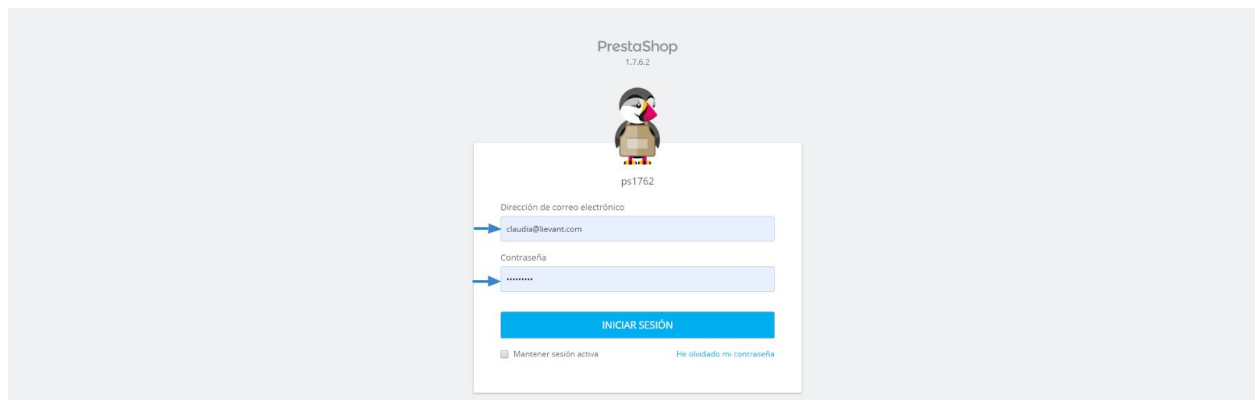 PrestaShop
1.7.6.2
ps1762
Dirección de correo electrónico
claudia@lievant.com
Contraseña
•••••••••
INICIAR SESIÓN
Mantener sesión activa
He olvidado mi contraseña